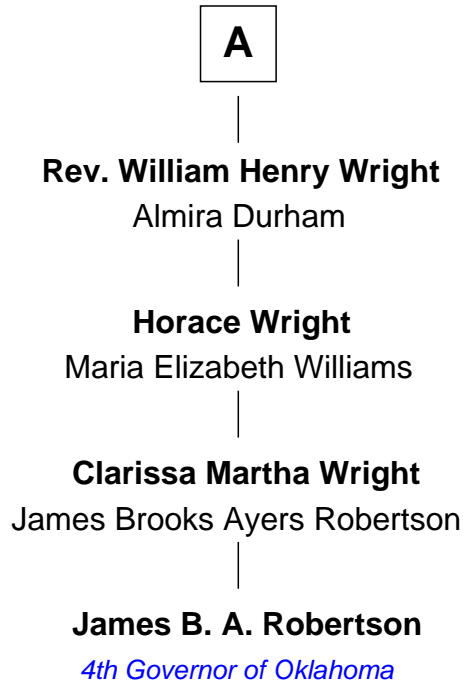 A
Rev. William Henry Wright
Almira Durham
Horace Wright
Maria Elizabeth Williams
Clarissa Martha Wright
James Brooks Ayers Robertson
James B. A. Robertson
4th Governor of Oklahoma